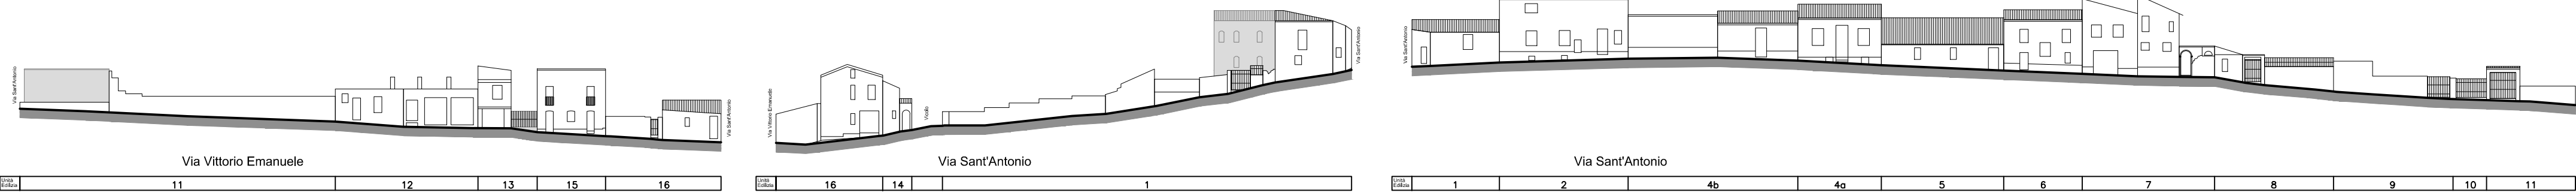 Via Sant'Antonio
Via Sant'Antonio
Via Vittorio Emanuele
Unità
Edilizia
11 12 13 15 16
Via Vittorio Emanuele
Vicolo
Via Sant'Antonio
Via Sant'Antonio
Unità
Edilizia
16 14 1
Via Sant'Antonio
Via Sant'Antonio
Unità
Edilizia
1 2 4b 4a 5 6 7 8 9 10 11